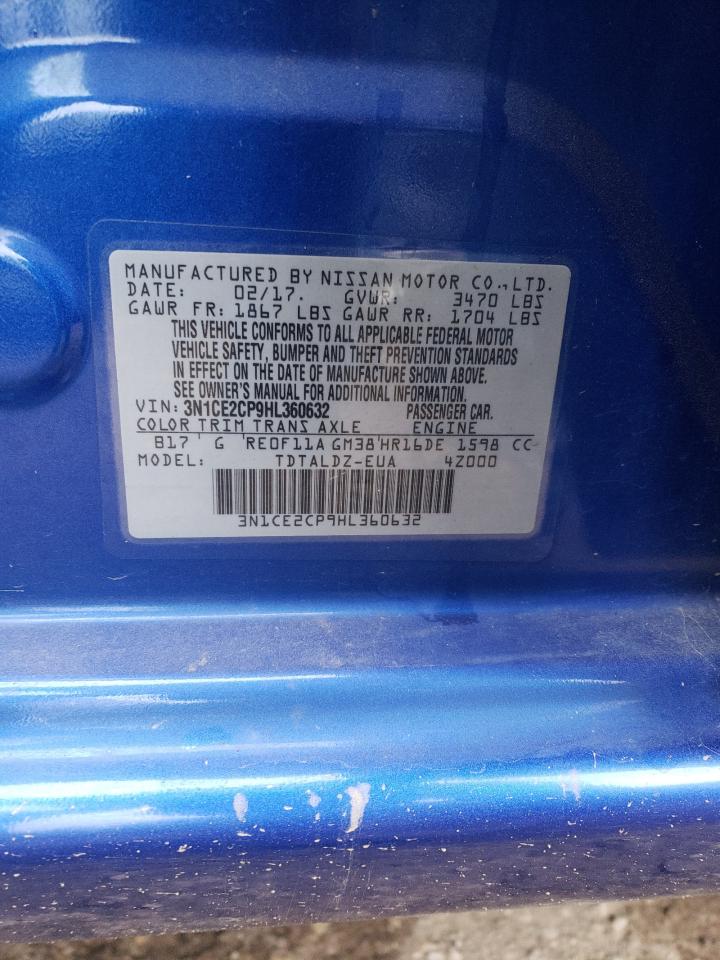 MANUFACTURED BY NISSAN MOTOR CO., LTD.
DATE: 02/17. GVWR: 3470 LBS
GAWR FR: 1867 LBS GAWR RR: 1704 LBS
THIS VEHICLE CONFORMS TO ALL APPLICABLE FEDERAL MOTOR
VEHICLE SAFETY, BUMPER AND THEFT PREVENTION STANDARDS
IN EFFECT ON THE DATE OF MANUFACTURE SHOWN ABOVE.
SEE OWNER'S MANUAL FOR ADDITIONAL INFORMATION.
VIN: 3N1CE2CP9HL360632 PASSENGER CAR.
COLOR TRIM TRANS AXLE ENGINE
B17 ' G 'RE0F11A GM38'HR16DE 1598 CC
MODEL: TDTALDZ-EUA 4Z000
3N1CE2CP9HL360632